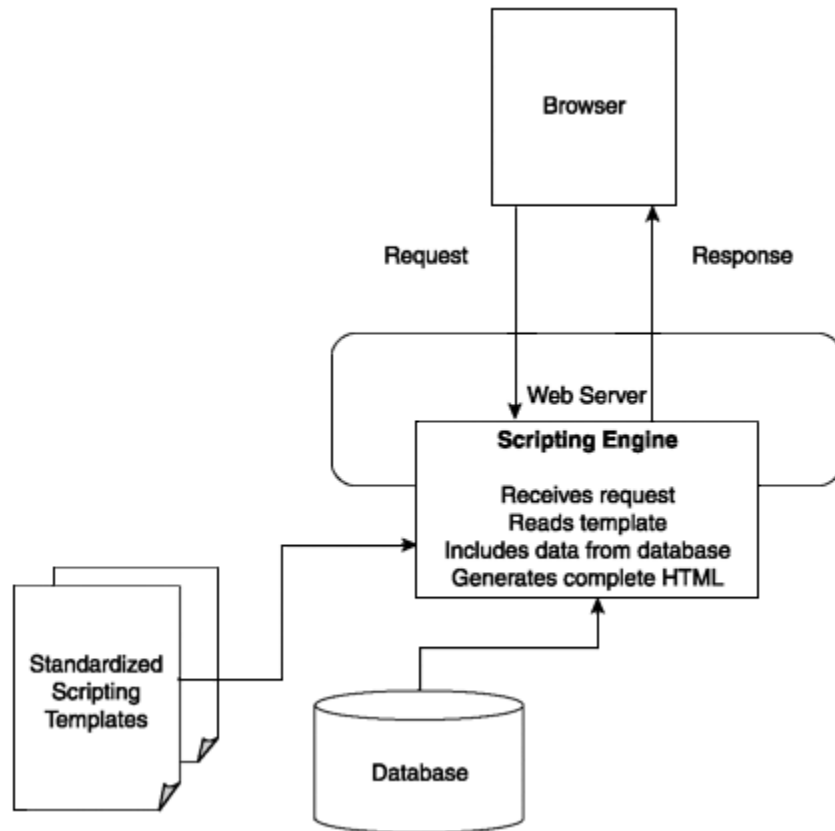 Browser
Request
Response
Web Server
Scripting Engine
Receives request
Reads template
Includes data from database
Generates complete HTML
Standardized
Scripting
Templates
Database